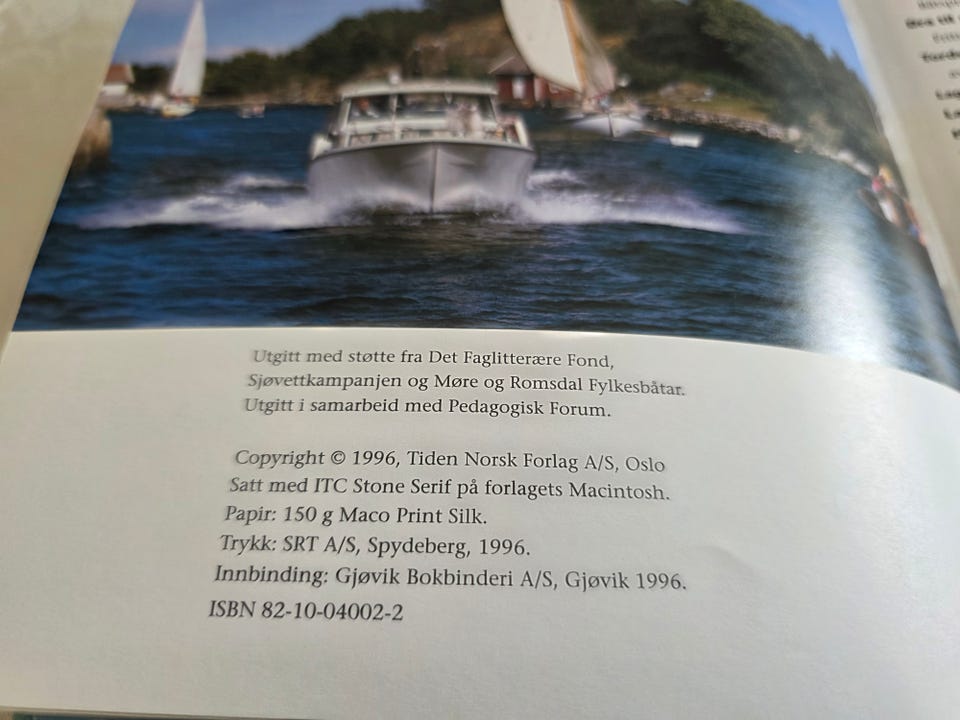 Utgitt med støtte fra Det Faglitterære Fond,
Sjøvettkampanjen og Møre og Romsdal Fylkesbåtar.
Utgitt i samarbeid med Pedagogisk Forum.
Copyright © 1996, Tiden Norsk Forlag A/S, Oslo
Satt med ITC Stone Serif på forlagets Macintosh.
Papir: 150 g Maco Print Silk.
Trykk: SRT A/S, Spydeberg, 1996.
Innbinding: Gjøvik Bokbinderi A/S, Gjøvik 1996.
ISBN 82-10-04002-2